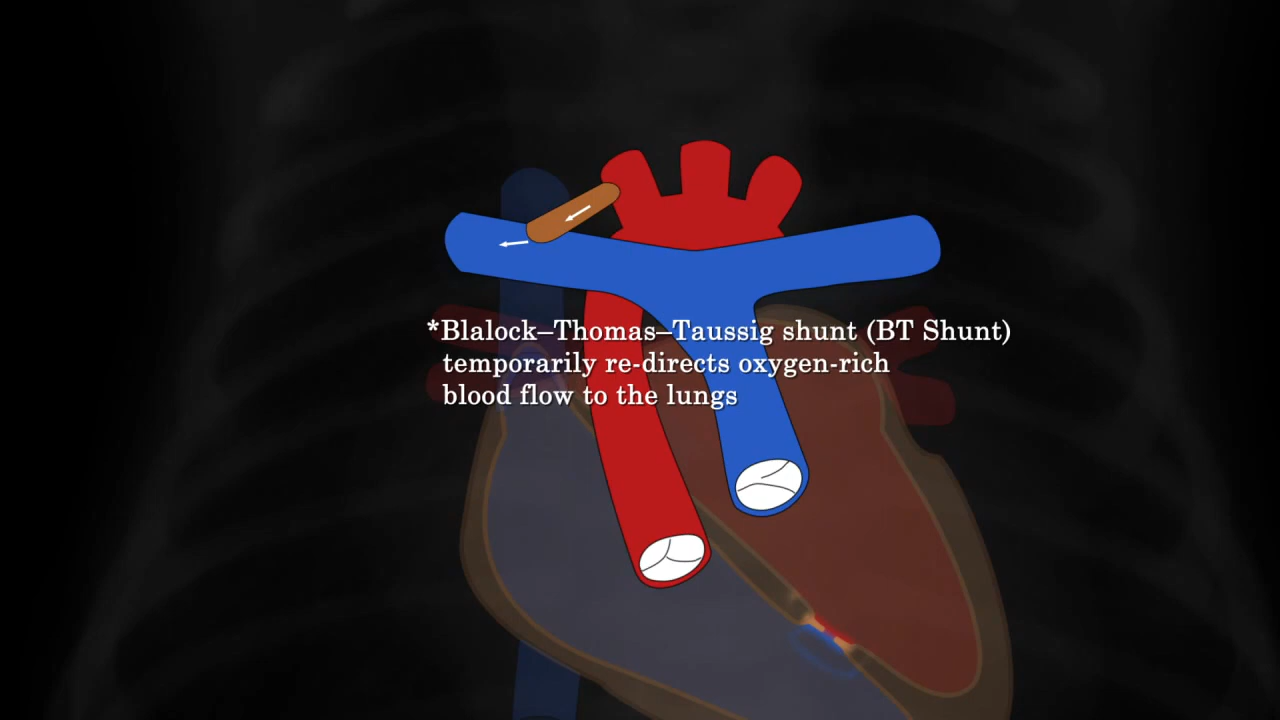 *Blalock–Thomas–Taussig shunt (BT Shunt)
temporarily re-directs oxygen-rich
blood flow to the lungs